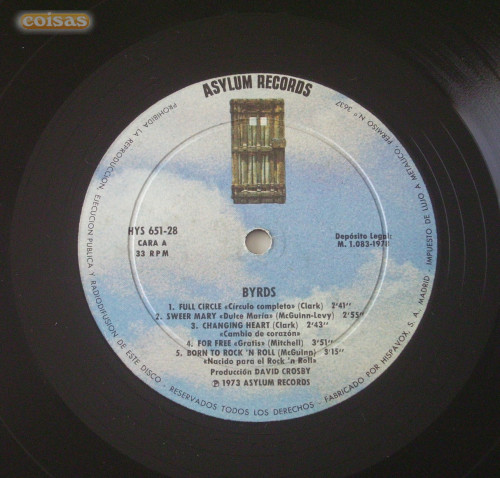 coisas
ASYLUM RECORDS
HYS 651-28
CARA A
33 RPM
Depósito Legal:
M. 1.083-1978
BYRDS
1. FULL CIRCLE «Círculo completo» (Clark) 2'41"
2. SWEER MARY «Dulce María» (McGuinn-Levy) 2'55"
3. CHANGING HEART (Clark) 2'43"
«Cambio de corazón»
4. FOR FREE «Gratis» (Mitchell) 3'51"
5. BORN TO ROCK 'N ROLL (McGuinn) 3'15"
«Nacido para el Rock 'n Roll»
Producción DAVID CROSBY
℗ 1973 ASYLUM RECORDS
PROHIBIDA LA REPRODUCCION, EJECUCION PUBLICA Y RADIODIFUSION DE ESTE DISCO - RESERVADOS TODOS LOS DERECHOS - FABRICADO POR HISPAVOX, S. A. MADRID IMPUESTO DE LUJO A METALICO, PERMISO N.º 3637